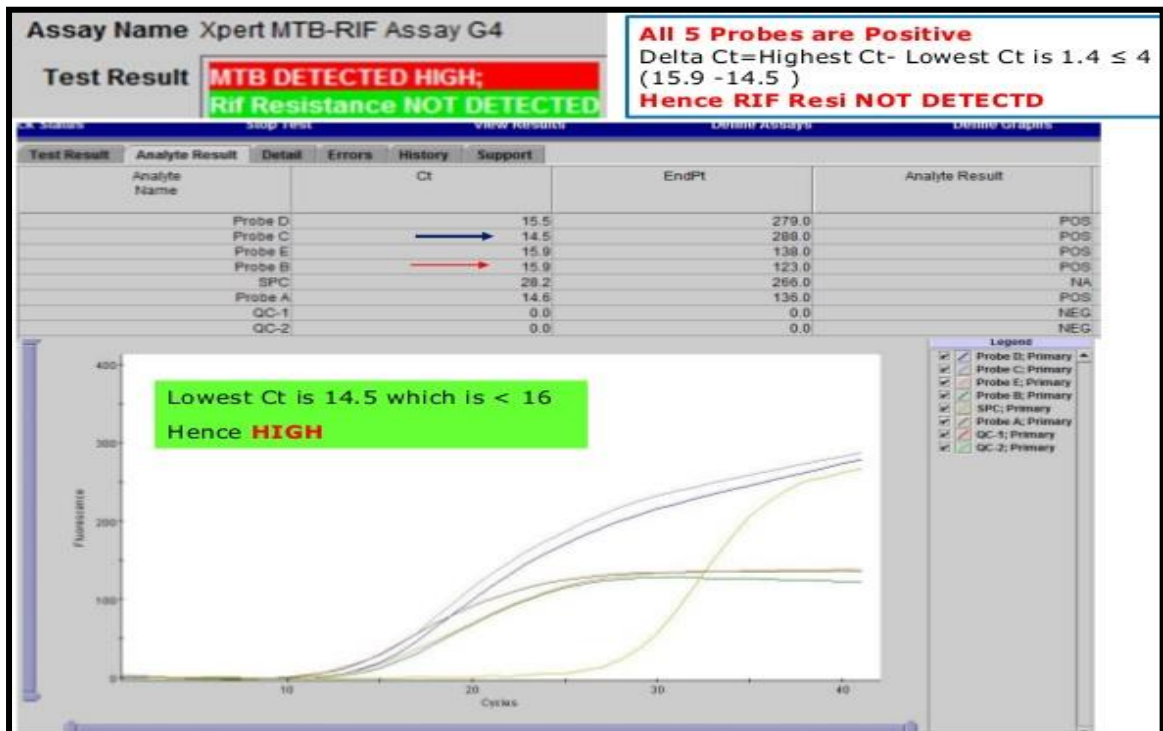 Assay Name Xpert MTB-RIF Assay G4
Test Result MTB DETECTED HIGH;
Rif Resistance NOT DETECTED
All 5 Probes are Positive
Delta Ct=Highest Ct- Lowest Ct is 1.4 ≤ 4
(15.9 -14.5 )
Hence RIF Resi NOT DETECTD
Stop Test View Results Define Assays Define Graphs
Test Result Analyte Result Detail Errors History Support
Analyte Name Ct EndPt Analyte Result
Probe D 15.5 279.0 POS
Probe C 14.5 288.0 POS
Probe E 15.9 138.0 POS
Probe B 15.9 123.0 POS
SPC 28.2 266.0 NA
Probe A 14.6 136.0 POS
QC-1 0.0 0.0 NEG
QC-2 0.0 0.0 NEG
Lowest Ct is 14.5 which is < 16
Hence HIGH
400
300
200
100
0
Fluorescence
10 20 30 40
Cycles
Legend
Probe D; Primary
Probe C; Primary
Probe E; Primary
Probe B; Primary
SPC; Primary
Probe A; Primary
QC-1; Primary
QC-2; Primary